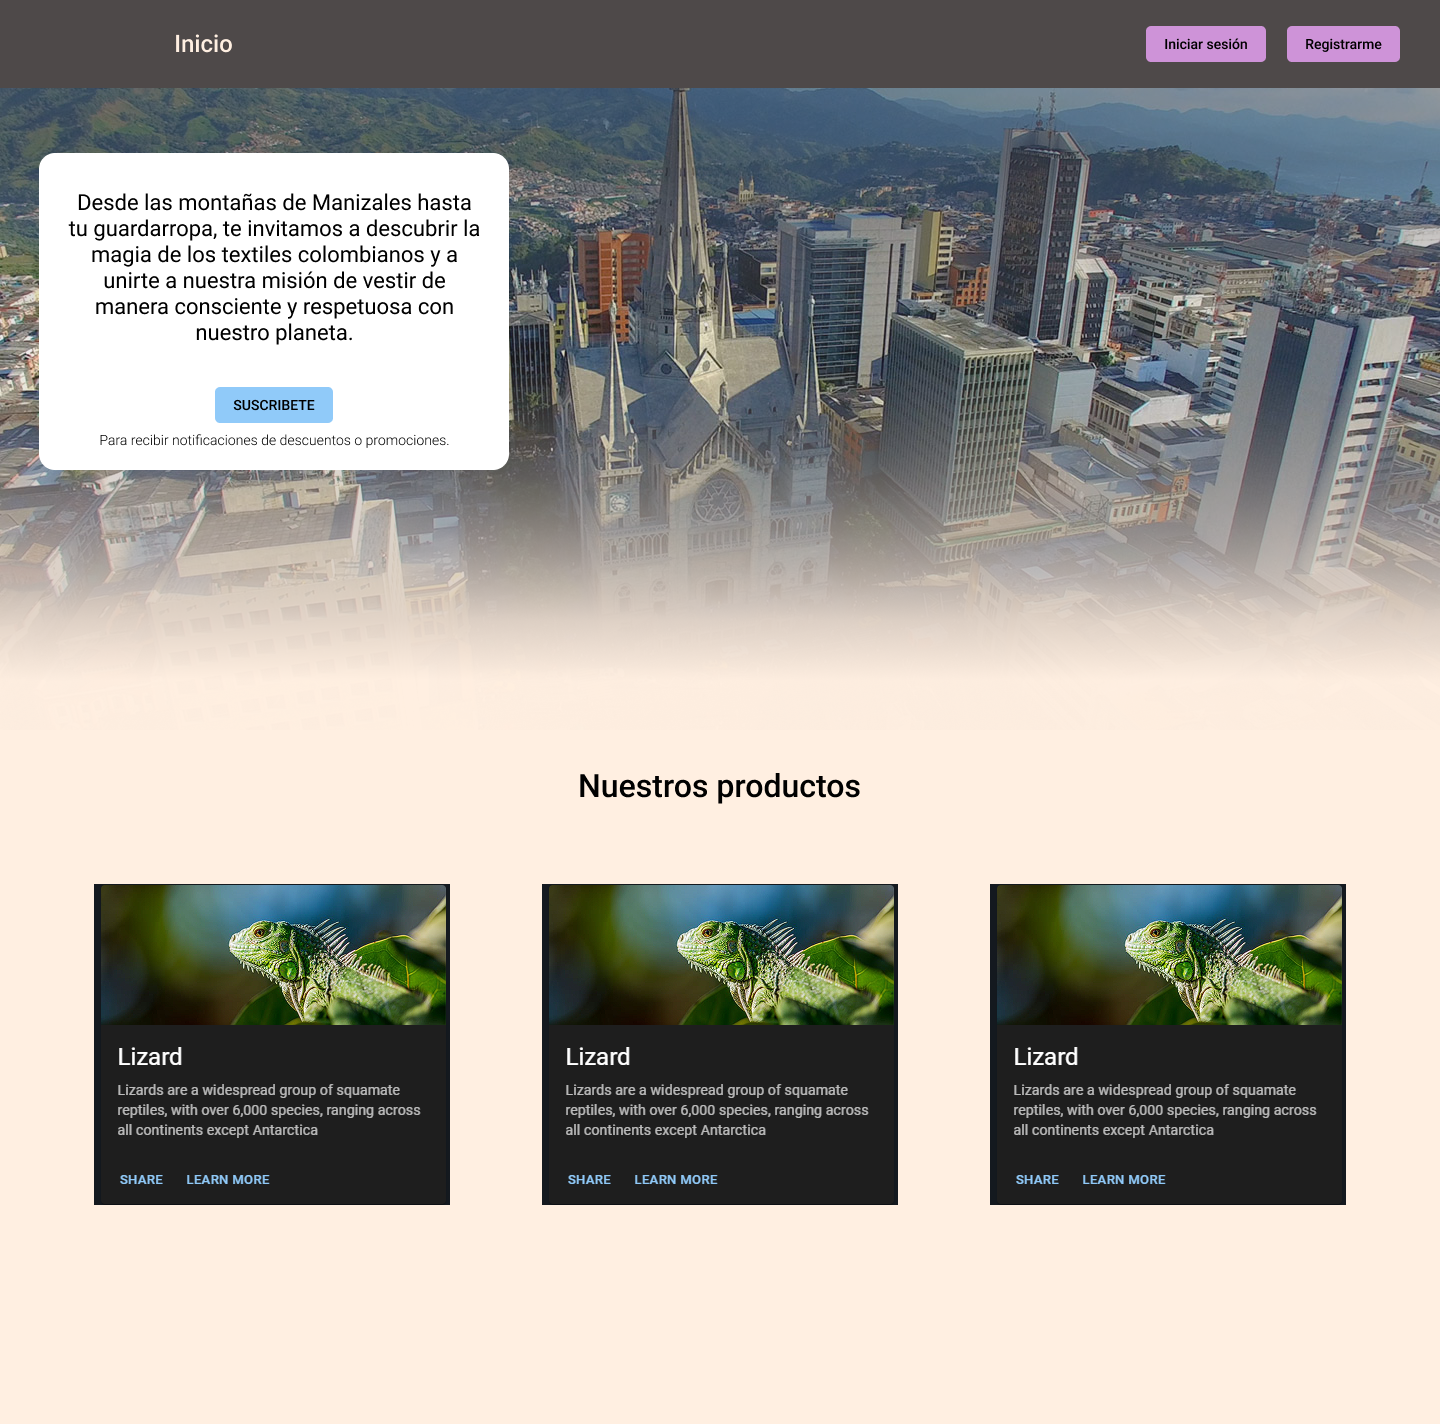 Inicio
Iniciar sesión
Registrarme
Desde las montañas de Manizales hasta
tu guardarropa, te invitamos a descubrir la
magia de los textiles colombianos y a
unirte a nuestra misión de vestir de
manera consciente y respetuosa con
nuestro planeta.
SUSCRIBETE
Para recibir notificaciones de descuentos o promociones.
Nuestros productos
Lizard
Lizards are a widespread group of squamate
reptiles, with over 6,000 species, ranging across
all continents except Antarctica
SHARE LEARN MORE
Lizard
Lizards are a widespread group of squamate
reptiles, with over 6,000 species, ranging across
all continents except Antarctica
SHARE LEARN MORE
Lizard
Lizards are a widespread group of squamate
reptiles, with over 6,000 species, ranging across
all continents except Antarctica
SHARE LEARN MORE